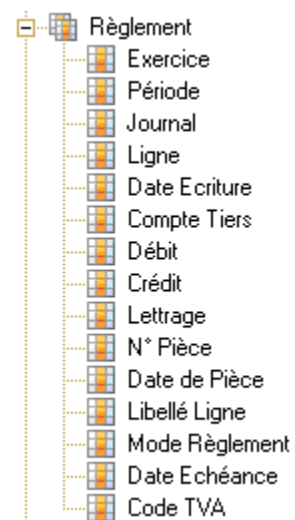 Règlement
Exercice
Période
Journal
Ligne
Date Ecriture
Compte Tiers
Débit
Crédit
Lettrage
N° Pièce
Date de Pièce
Libellé Ligne
Mode Règlement
Date Echéance
Code TVA